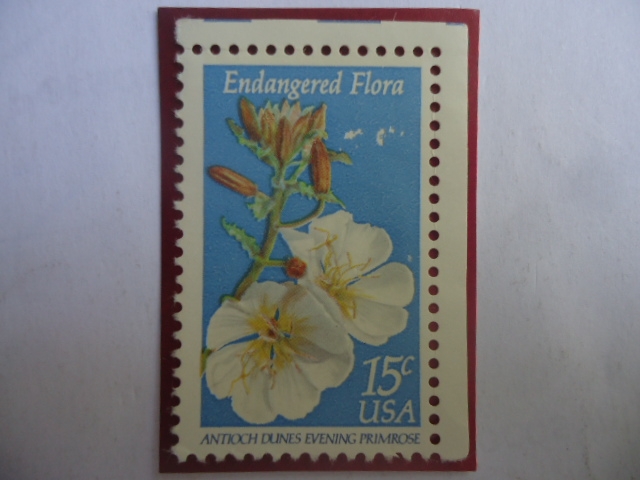 Endangered Flora
15c
USA
ANTIOCH DUNES EVENING PRIMROSE